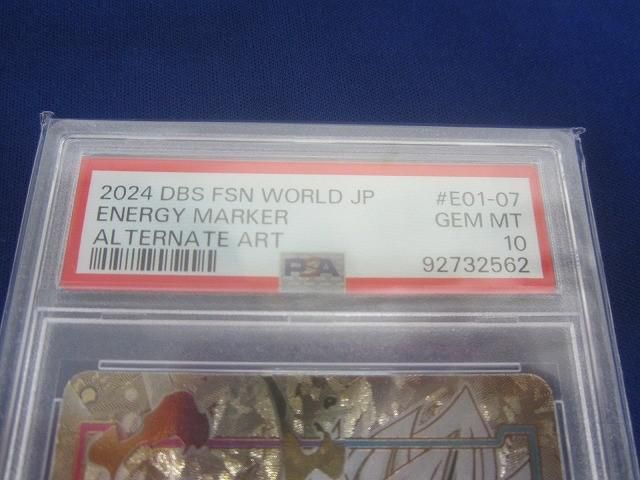 2024 DBS FSN WORLD JP #E01-07
ENERGY MARKER GEM MT
ALTERNATE ART 10
PSA 92732562